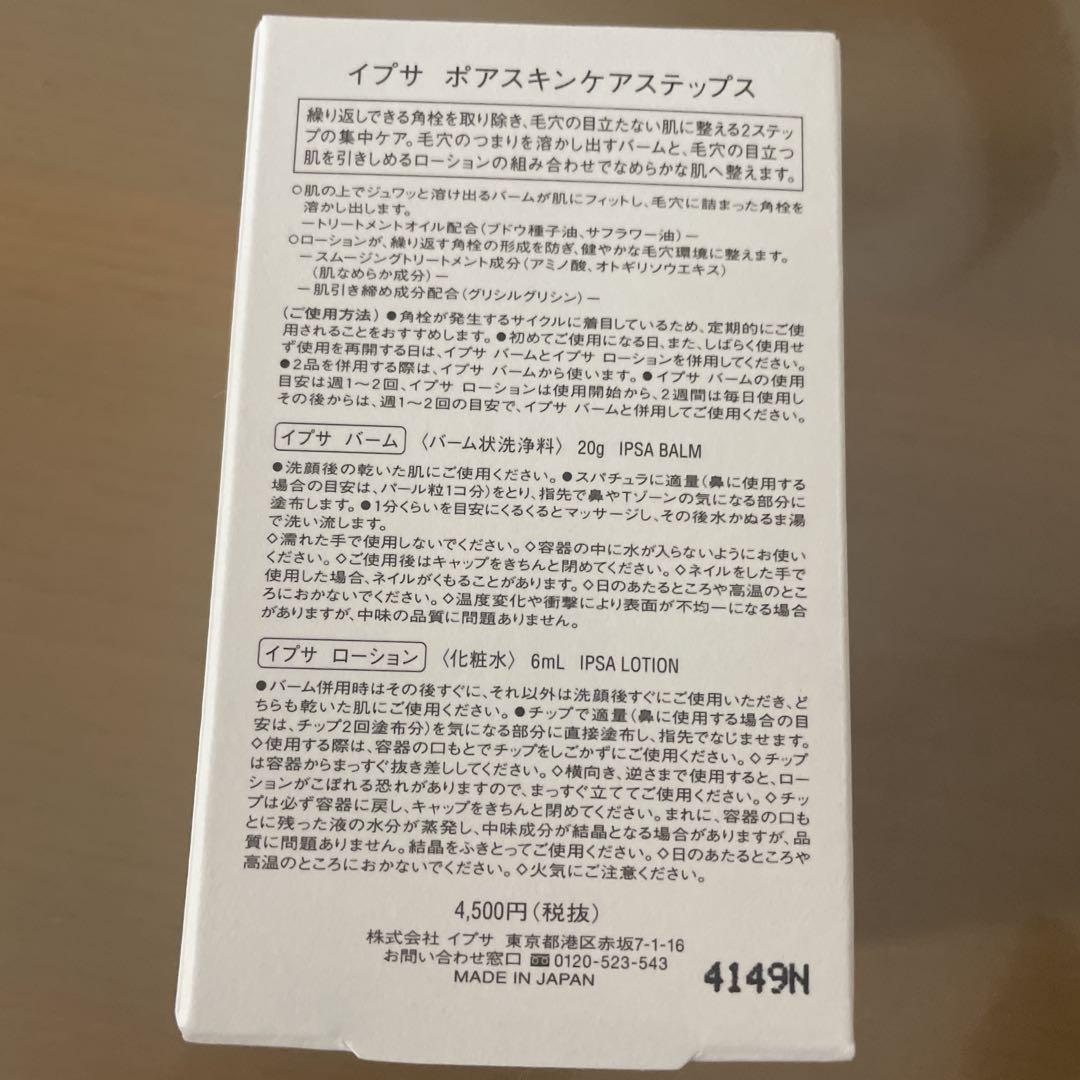 イプサ ポアスキンケアステップス
繰り返しできる角栓を取り除き、毛穴の目立たない肌に整える2ステッ
プの集中ケア。毛穴のつまりを溶かし出すバームと、毛穴の目立つ
肌を引きしめるローションの組み合わせでなめらかな肌へ整えます。
○肌の上でジュワッと溶け出るバームが肌にフィットし、毛穴に詰まった角栓を
溶かし出します。
ートリートメントオイル配合（ブドウ種子油、サフラワー油）ー
○ローションが、繰り返す角栓の形成を防ぎ、健やかな毛穴環境に整えます。
ースムージングトリートメント成分（アミノ酸、オトギリソウエキス）
（肌なめらか成分）ー
ー肌引き締め成分配合（グリシルグリシン）ー
（ご使用方法）●角栓が発生するサイクルに着目しているため、定期的にご使
用されることをおすすめします。●初めてご使用になる日、また、しばらく使用せ
ず使用を再開する日は、イプサ バームとイプサ ローションを併用してください。
●2品を併用する際は、イプサ バームから使います。●イプサ バームの使用
目安は週1〜2回、イプサ ローションは使用開始から、2週間は毎日使用し
その後からは、週1〜2回の目安で、イプサ バームと併用してご使用ください。
イプサ バーム 〈バーム状洗浄料〉 20g IPSA BALM
●洗顔後の乾いた肌にご使用ください。●スパチュラに適量（鼻に使用する
場合の目安は、パール粒1コ分）をとり、指先で鼻やTゾーンの気になる部分に
塗布します。●1分くらいを目安にくるくるとマッサージし、その後水かぬるま湯
で洗い流します。
◇濡れた手で使用しないでください。◇容器の中に水が入らないようにお使い
ください。◇ご使用後はキャップをきちんと閉めてください。◇ネイルをした手で
使用した場合、ネイルがくもることがあります。◇日のあたるところや高温のとこ
ろにおかないでください。◇温度変化や衝撃により表面が不均一になる場合
がありますが、中味の品質に問題ありません。
イプサ ローション 〈化粧水〉 6mL IPSA LOTION
●バーム併用時はその後すぐに、それ以外は洗顔後すぐにご使用いただき、ど
ちらも乾いた肌にご使用ください。●チップで適量（鼻に使用する場合の目
安は、チップ2回塗布分）を気になる部分に直接塗布し、指先でなじませます。
◇使用する際は、容器の口もとでチップをしごかずにご使用ください。◇チップ
は容器からまっすぐ抜き差ししてください。◇横向き、逆さまで使用すると、ロー
ションがこぼれる恐れがありますので、まっすぐ立ててご使用ください。◇チッ
プは必ず容器に戻し、キャップをきちんと閉めてください。まれに、容器の口も
とに残った液の水分が蒸発し、中味成分が結晶となる場合がありますが、品
質に問題ありません。結晶をふきとってご使用ください。◇日のあたるところや
高温のところにおかないでください。◇火気にご注意ください。
4,500円（税抜）
株式会社 イプサ 東京都港区赤坂7-1-16
お問い合わせ窓口 0120-523-543
MADE IN JAPAN
4149N